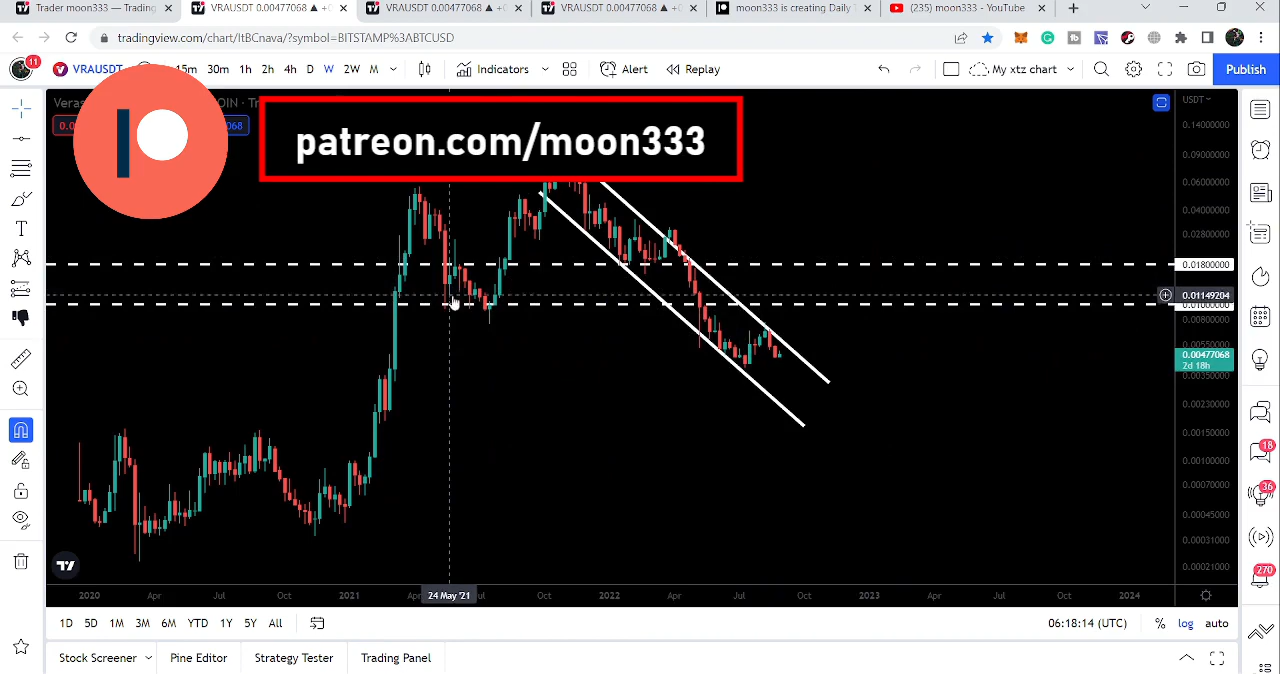 Trader moon333 — Trading
VRAUSDT 0.00477068 ▲ +0.
VRAUSDT 0.00477068 ▲ +0.
VRAUSDT 0.00477068 ▲ +0.
moon333 is creating Daily
(235) moon333 - YouTube
tradingview.com/chart/ItBCnava/?symbol=BITSTAMP%3ABTCUSD
11
VRAUSDT
15m 30m 1h 2h 4h D W 2W M
Indicators
Alert
Replay
My xtz chart
Publish
patreon.com/moon333
USDT
0.14000000
0.09000000
0.06000000
0.04000000
0.02800000
0.01800000
0.01149204
0.01000000
0.00800000
0.00550000
0.00477068
2d 18h
0.00350000
0.00230000
0.00150000
0.00100000
0.00070000
0.00045000
0.00031000
0.00021000
18
36
270
2020 Apr Jul Oct 2021 24 May '21 Oct 2022 Apr Jul Oct 2023 Apr Jul Oct 2024
1D 5D 1M 3M 6M YTD 1Y 5Y All
06:18:14 (UTC) % log auto
Stock Screener Pine Editor Strategy Tester Trading Panel